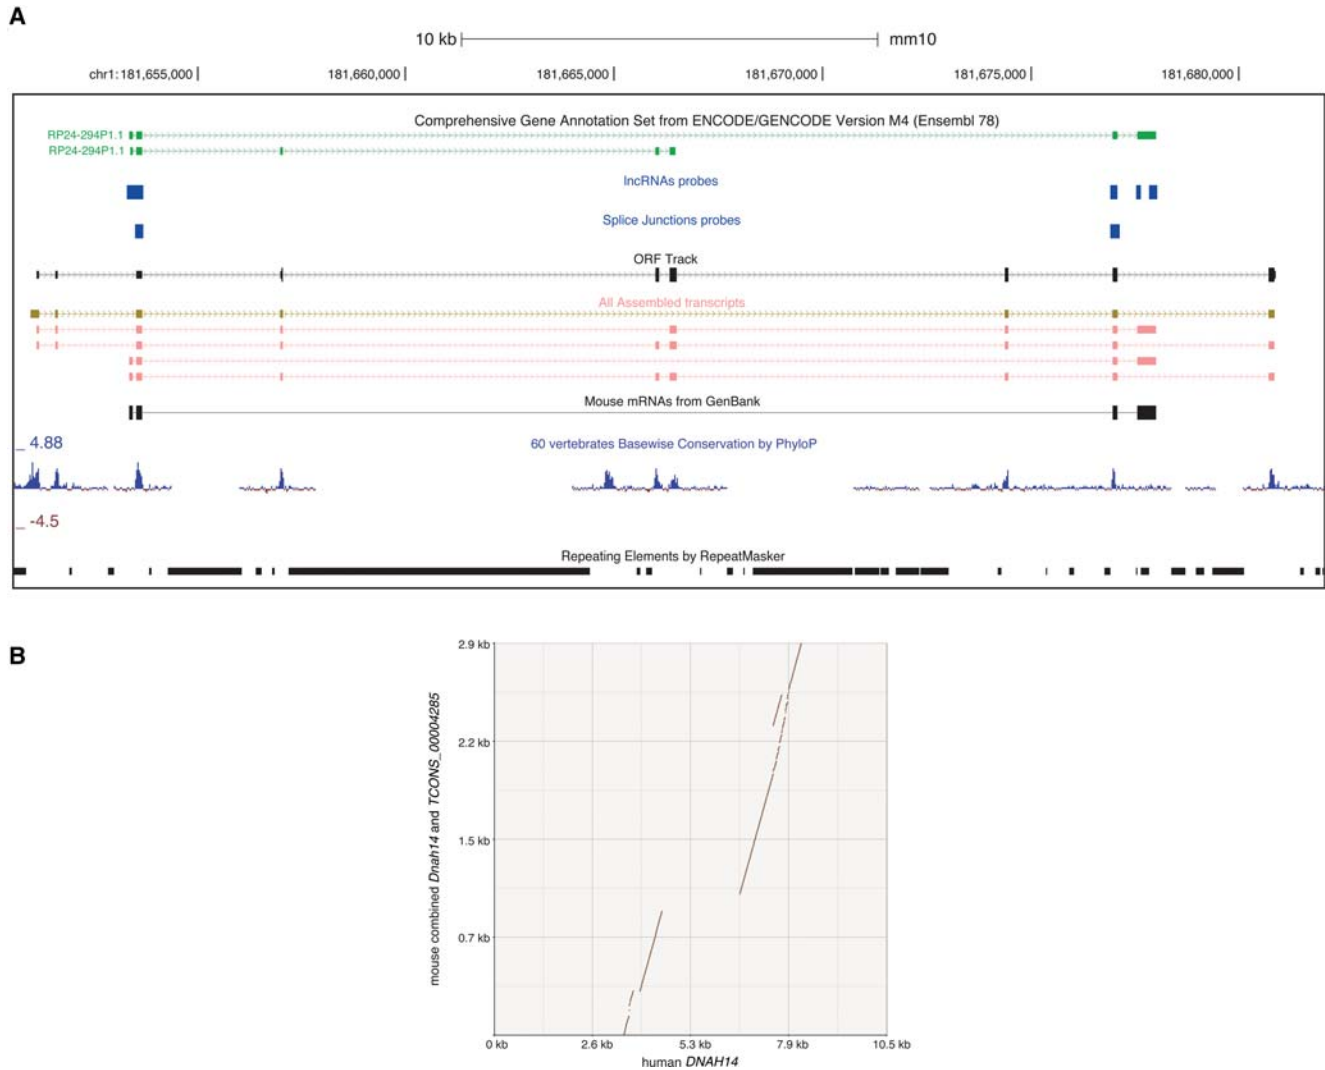 A
10 kb
mm10
chr1:181,655,000
181,660,000
181,665,000
181,670,000
181,675,000
181,680,000
Comprehensive Gene Annotation Set from ENCODE/GENCODE Version M4 (Ensembl 78)
RP24-294P1.1
RP24-294P1.1
lncRNAs probes
Splice Junctions probes
ORF Track
All Assembled transcripts
Mouse mRNAs from GenBank
4.88
60 vertebrates Basewise Conservation by PhyloP
-4.5
Repeating Elements by RepeatMasker
B
2.9 kb
2.2 kb
1.5 kb
0.7 kb
mouse combined Dnah14 and TCONS_00004285
0 kb
2.6 kb
5.3 kb
7.9 kb
10.5 kb
human DNAH14